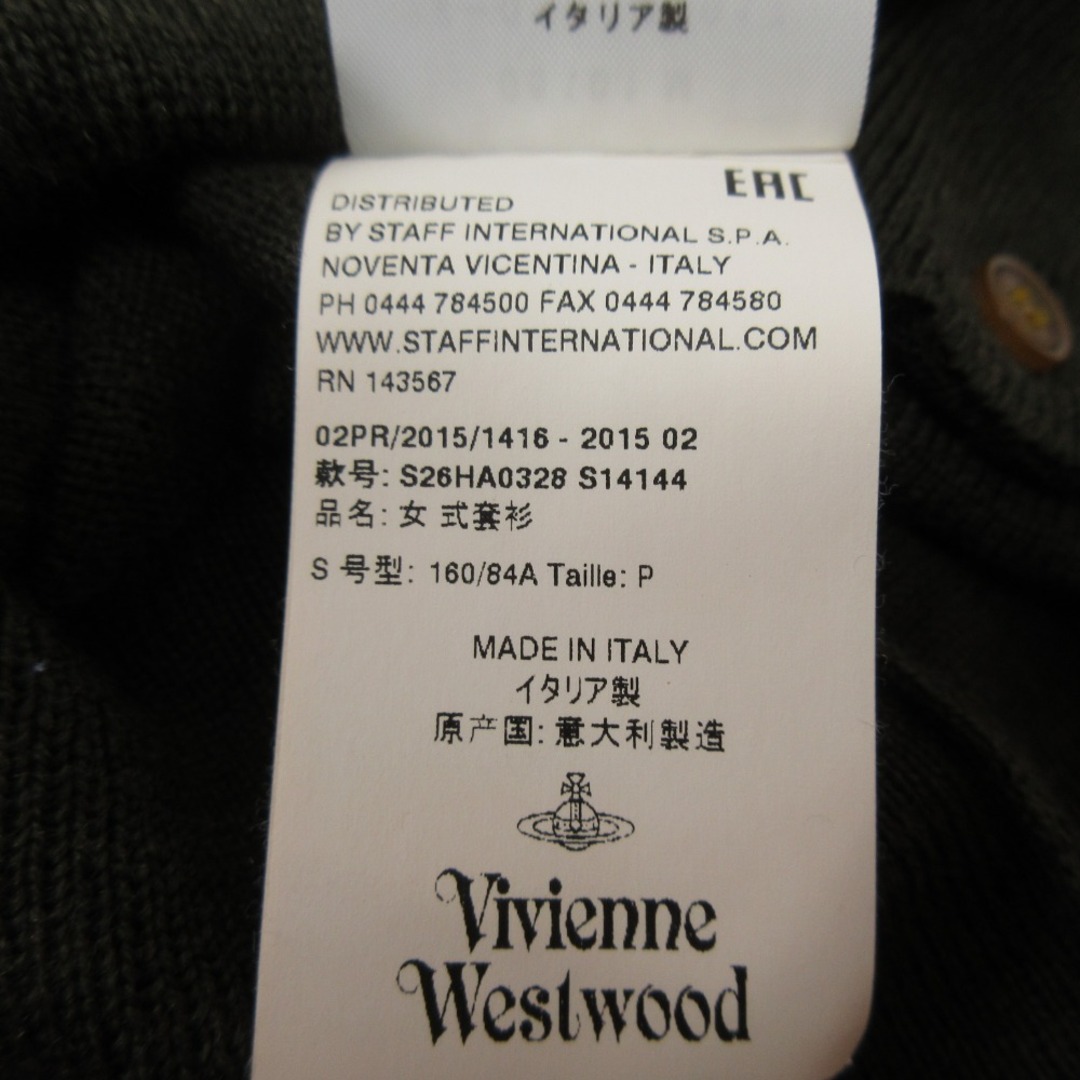 イタリア製
EAC
DISTRIBUTED
BY STAFF INTERNATIONAL S.P.A.
NOVENTA VICENTINA - ITALY
PH 0444 784500 FAX 0444 784580
WWW.STAFFINTERNATIONAL.COM
RN 143567
02PR/2015/1416 - 2015 02
款号: S26HA0328 S14144
品名: 女 式套衫
S 号型: 160/84A Taille: P
MADE IN ITALY
イタリア製
原产国: 意大利製造
Vivienne
Westwood